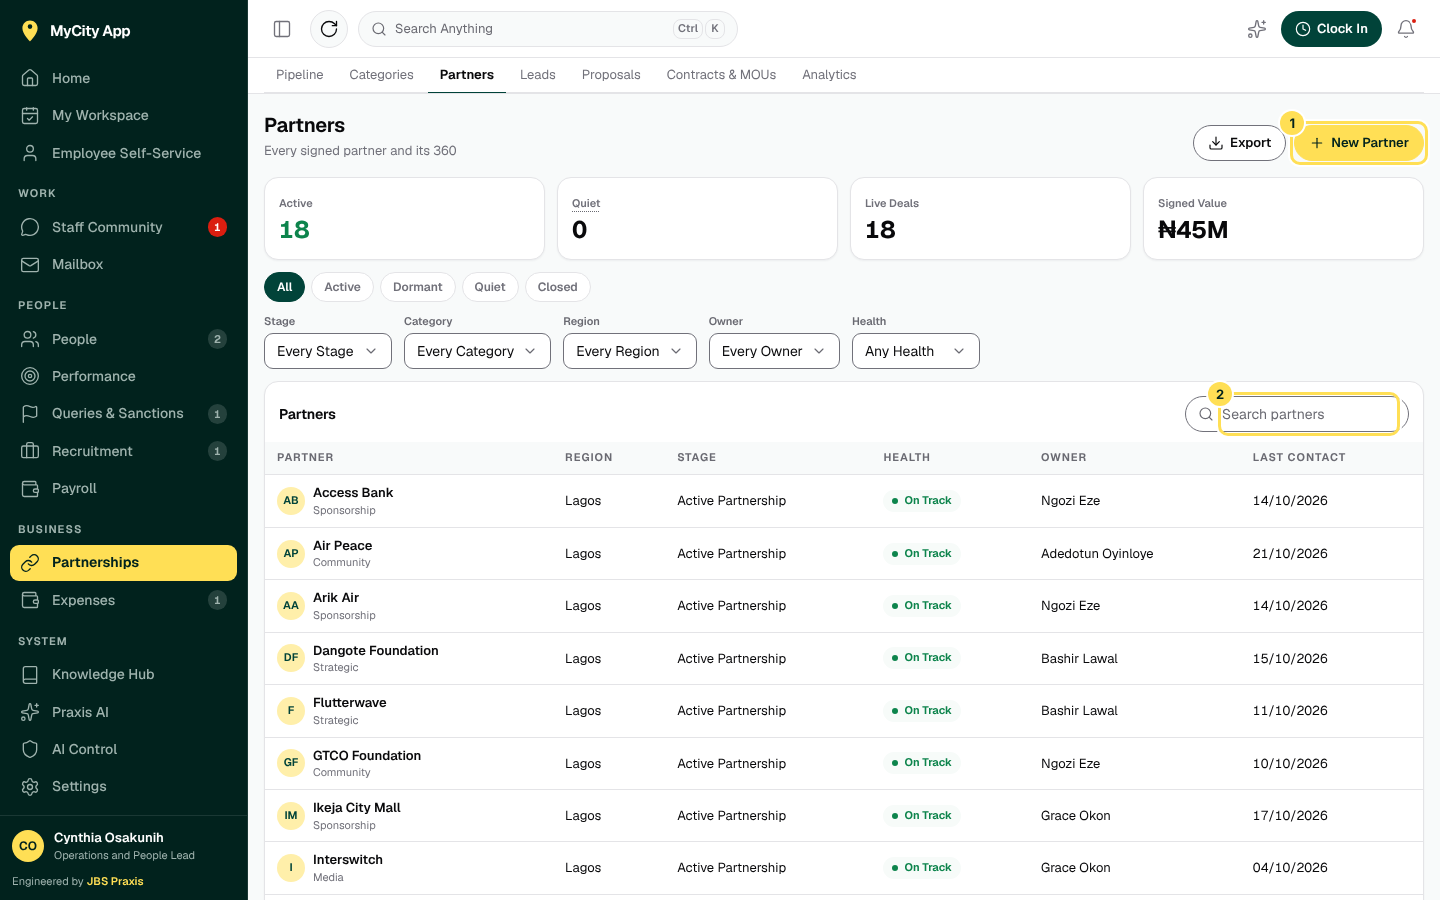 MyCity App
Home
My Workspace
Employee Self-Service
WORK
Staff Community 1
Mailbox
PEOPLE
People 2
Performance
Queries & Sanctions 1
Recruitment 1
Payroll
BUSINESS
Partnerships
Expenses 1
SYSTEM
Knowledge Hub
Praxis AI
AI Control
Settings
CO Cynthia Osakunih
Operations and People Lead
Engineered by JBS Praxis
Search Anything Ctrl K
Clock In
Pipeline Categories Partners Leads Proposals Contracts & MOUs Analytics
Partners
Every signed partner and its 360
Export
1
New Partner
Active
18
Quiet
0
Live Deals
18
Signed Value
₦45M
All Active Dormant Quiet Closed
Stage Category Region Owner Health
Every Stage Every Category Every Region Every Owner Any Health
Partners
2
Search partners
PARTNER REGION STAGE HEALTH OWNER LAST CONTACT
AB Access Bank Lagos Active Partnership On Track Ngozi Eze 14/10/2026
Sponsorship
AP Air Peace Lagos Active Partnership On Track Adedotun Oyinloye 21/10/2026
Community
AA Arik Air Lagos Active Partnership On Track Ngozi Eze 14/10/2026
Sponsorship
DF Dangote Foundation Lagos Active Partnership On Track Bashir Lawal 15/10/2026
Strategic
F Flutterwave Lagos Active Partnership On Track Bashir Lawal 11/10/2026
Strategic
GF GTCO Foundation Lagos Active Partnership On Track Ngozi Eze 10/10/2026
Community
IM Ikeja City Mall Lagos Active Partnership On Track Grace Okon 17/10/2026
Sponsorship
I Interswitch Lagos Active Partnership On Track Grace Okon 04/10/2026
Media